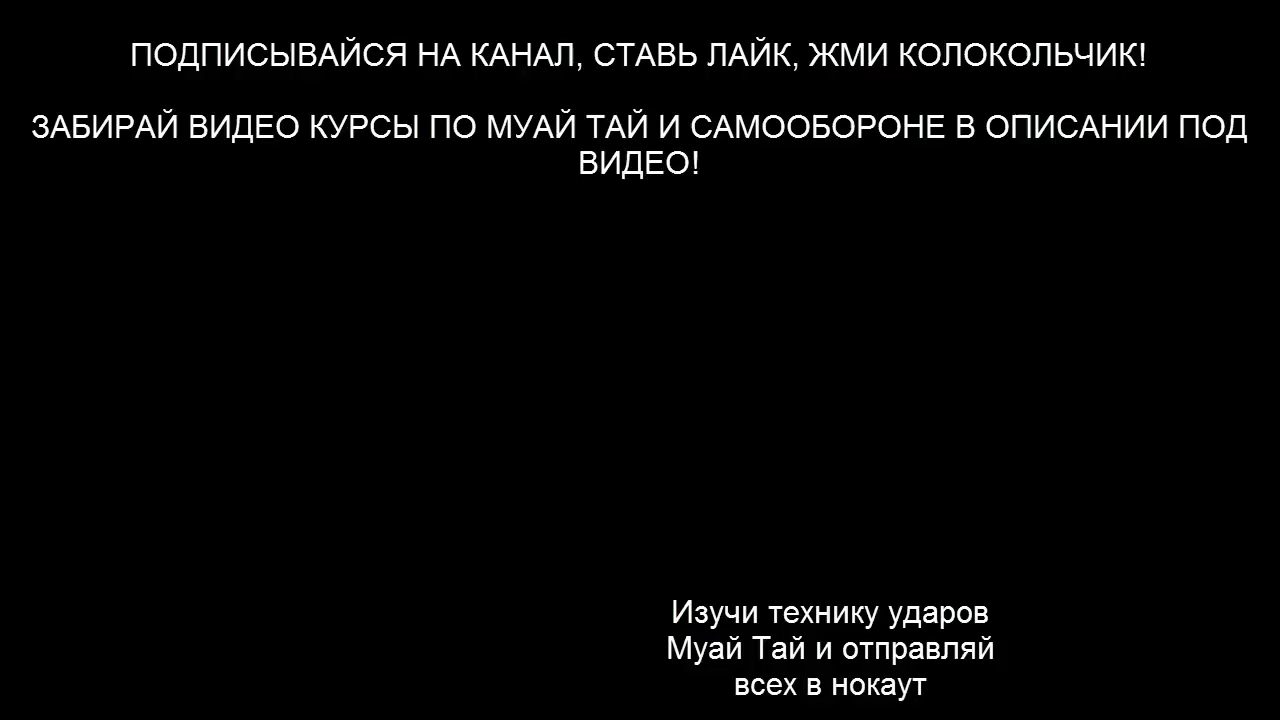 ПОДПИСЫВАЙСЯ НА КАНАЛ, СТАВЬ ЛАЙК, ЖМИ КОЛОКОЛЬЧИК!
ЗАБИРАЙ ВИДЕО КУРСЫ ПО МУАЙ ТАЙ И САМООБОРОНЕ В ОПИСАНИИ ПОД
ВИДЕО!
Изучи технику ударов
Муай Тай и отправляй
всех в нокаут